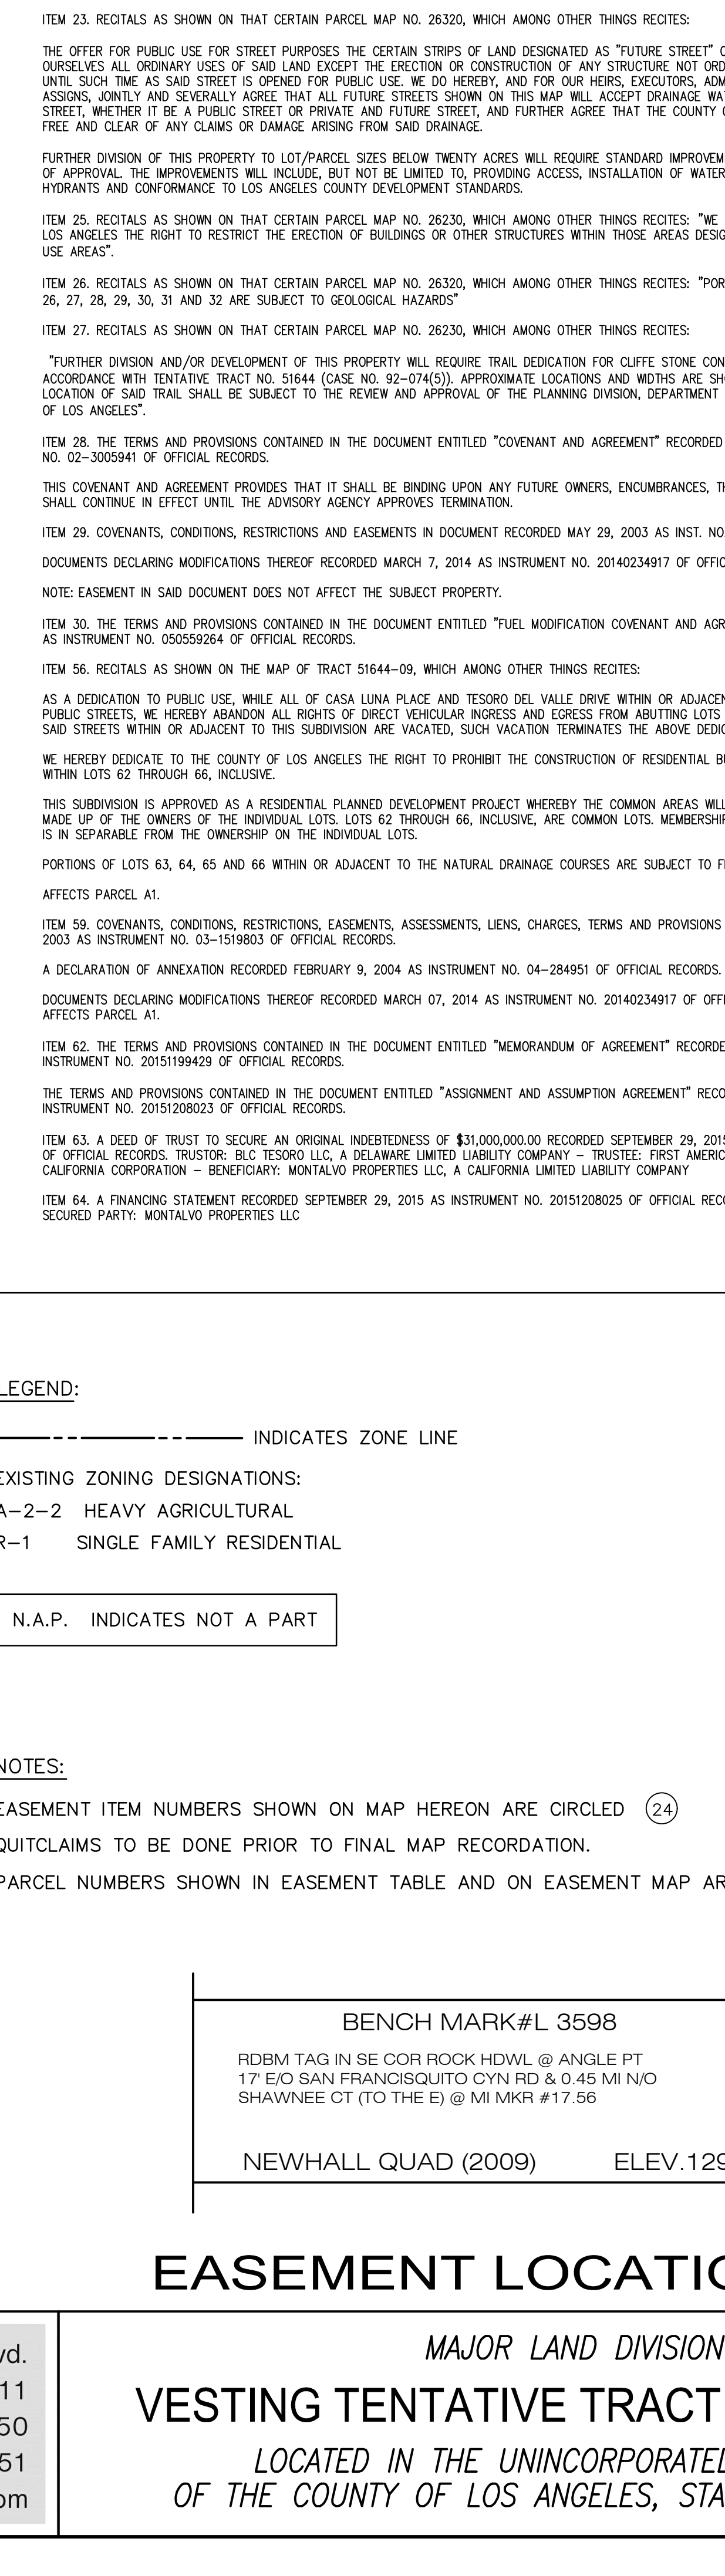 ITEM 23. RECITALS AS SHOWN ON THAT CERTAIN PARCEL MAP NO. 26320, WHICH AMONG OTHER THINGS RECITES:
THE OFFER FOR PUBLIC USE FOR STREET PURPOSES THE CERTAIN STRIPS OF LAND DESIGNATED AS "FUTURE STREET"
OURSELVES ALL ORDINARY USES OF SAID LAND EXCEPT THE ERECTION OR CONSTRUCTION OF ANY STRUCTURE NOT ORD
UNTIL SUCH TIME AS SAID STREET IS OPENED FOR PUBLIC USE. WE DO HEREBY, AND FOR OUR HEIRS, EXECUTORS, ADM
ASSIGNS, JOINTLY AND SEVERALLY AGREE THAT ALL FUTURE STREETS SHOWN ON THIS MAP WILL ACCEPT DRAINAGE WA
STREET, WHETHER IT BE A PUBLIC STREET OR PRIVATE AND FUTURE STREET, AND FURTHER AGREE THAT THE COUNTY
FREE AND CLEAR OF ANY CLAIMS OR DAMAGE ARISING FROM SAID DRAINAGE.
FURTHER DIVISION OF THIS PROPERTY TO LOT/PARCEL SIZES BELOW TWENTY ACRES WILL REQUIRE STANDARD IMPROVEM
OF APPROVAL. THE IMPROVEMENTS WILL INCLUDE, BUT NOT BE LIMITED TO, PROVIDING ACCESS, INSTALLATION OF WATER
HYDRANTS AND CONFORMANCE TO LOS ANGELES COUNTY DEVELOPMENT STANDARDS.
ITEM 25. RECITALS AS SHOWN ON THAT CERTAIN PARCEL MAP NO. 26230, WHICH AMONG OTHER THINGS RECITES: "WE
LOS ANGELES THE RIGHT TO RESTRICT THE ERECTION OF BUILDINGS OR OTHER STRUCTURES WITHIN THOSE AREAS DESIG
USE AREAS".
ITEM 26. RECITALS AS SHOWN ON THAT CERTAIN PARCEL MAP NO. 26320, WHICH AMONG OTHER THINGS RECITES: "POR
26, 27, 28, 29, 30, 31 AND 32 ARE SUBJECT TO GEOLOGICAL HAZARDS"
ITEM 27. RECITALS AS SHOWN ON THAT CERTAIN PARCEL MAP NO. 26230, WHICH AMONG OTHER THINGS RECITES:
"FURTHER DIVISION AND/OR DEVELOPMENT OF THIS PROPERTY WILL REQUIRE TRAIL DEDICATION FOR CLIFFE STONE CON
ACCORDANCE WITH TENTATIVE TRACT NO. 51644 (CASE NO. 92-074(5)). APPROXIMATE LOCATIONS AND WIDTHS ARE SH
LOCATION OF SAID TRAIL SHALL BE SUBJECT TO THE REVIEW AND APPROVAL OF THE PLANNING DIVISION, DEPARTMENT
OF LOS ANGELES".
ITEM 28. THE TERMS AND PROVISIONS CONTAINED IN THE DOCUMENT ENTITLED "COVENANT AND AGREEMENT" RECORDED
NO. 02-3005941 OF OFFICIAL RECORDS.
THIS COVENANT AND AGREEMENT PROVIDES THAT IT SHALL BE BINDING UPON ANY FUTURE OWNERS, ENCUMBRANCES, TH
SHALL CONTINUE IN EFFECT UNTIL THE ADVISORY AGENCY APPROVES TERMINATION.
ITEM 29. COVENANTS, CONDITIONS, RESTRICTIONS AND EASEMENTS IN DOCUMENT RECORDED MAY 29, 2003 AS INST. NO.
DOCUMENTS DECLARING MODIFICATIONS THEREOF RECORDED MARCH 7, 2014 AS INSTRUMENT NO. 20140234917 OF OFFIC
NOTE: EASEMENT IN SAID DOCUMENT DOES NOT AFFECT THE SUBJECT PROPERTY.
ITEM 30. THE TERMS AND PROVISIONS CONTAINED IN THE DOCUMENT ENTITLED "FUEL MODIFICATION COVENANT AND AGR
AS INSTRUMENT NO. 050559264 OF OFFICIAL RECORDS.
ITEM 56. RECITALS AS SHOWN ON THE MAP OF TRACT 51644-09, WHICH AMONG OTHER THINGS RECITES:
AS A DEDICATION TO PUBLIC USE, WHILE ALL OF CASA LUNA PLACE AND TESORO DEL VALLE DRIVE WITHIN OR ADJACEN
PUBLIC STREETS, WE HEREBY ABANDON ALL RIGHTS OF DIRECT VEHICULAR INGRESS AND EGRESS FROM ABUTTING LOTS
SAID STREETS WITHIN OR ADJACENT TO THIS SUBDIVISION ARE VACATED, SUCH VACATION TERMINATES THE ABOVE DEDIC
WE HEREBY DEDICATE TO THE COUNTY OF LOS ANGELES THE RIGHT TO PROHIBIT THE CONSTRUCTION OF RESIDENTIAL BU
WITHIN LOTS 62 THROUGH 66, INCLUSIVE.
THIS SUBDIVISION IS APPROVED AS A RESIDENTIAL PLANNED DEVELOPMENT PROJECT WHEREBY THE COMMON AREAS WILL
MADE UP OF THE OWNERS OF THE INDIVIDUAL LOTS. LOTS 62 THROUGH 66, INCLUSIVE, ARE COMMON LOTS. MEMBERSHIP
IS IN SEPARABLE FROM THE OWNERSHIP ON THE INDIVIDUAL LOTS.
PORTIONS OF LOTS 63, 64, 65 AND 66 WITHIN OR ADJACENT TO THE NATURAL DRAINAGE COURSES ARE SUBJECT TO F
AFFECTS PARCEL A1.
ITEM 59. COVENANTS, CONDITIONS, RESTRICTIONS, EASEMENTS, ASSESSMENTS, LIENS, CHARGES, TERMS AND PROVISIONS
2003 AS INSTRUMENT NO. 03-1519803 OF OFFICIAL RECORDS.
A DECLARATION OF ANNEXATION RECORDED FEBRUARY 9, 2004 AS INSTRUMENT NO. 04-284951 OF OFFICIAL RECORDS.
DOCUMENTS DECLARING MODIFICATIONS THEREOF RECORDED MARCH 07, 2014 AS INSTRUMENT NO. 20140234917 OF OFFI
AFFECTS PARCEL A1.
ITEM 62. THE TERMS AND PROVISIONS CONTAINED IN THE DOCUMENT ENTITLED "MEMORANDUM OF AGREEMENT" RECORDE
INSTRUMENT NO. 20151199429 OF OFFICIAL RECORDS.
THE TERMS AND PROVISIONS CONTAINED IN THE DOCUMENT ENTITLED "ASSIGNMENT AND ASSUMPTION AGREEMENT" RECO
INSTRUMENT NO. 20151208023 OF OFFICIAL RECORDS.
ITEM 63. A DEED OF TRUST TO SECURE AN ORIGINAL INDEBTEDNESS OF $31,000,000.00 RECORDED SEPTEMBER 29, 2015
OF OFFICIAL RECORDS. TRUSTOR: BLC TESORO LLC, A DELAWARE LIMITED LIABILITY COMPANY - TRUSTEE: FIRST AMERIC
CALIFORNIA CORPORATION - BENEFICIARY: MONTALVO PROPERTIES LLC, A CALIFORNIA LIMITED LIABILITY COMPANY
ITEM 64. A FINANCING STATEMENT RECORDED SEPTEMBER 29, 2015 AS INSTRUMENT NO. 20151208025 OF OFFICIAL RECO
SECURED PARTY: MONTALVO PROPERTIES LLC
LEGEND:
INDICATES ZONE LINE
EXISTING ZONING DESIGNATIONS:
A-2-2 HEAVY AGRICULTURAL
R-1 SINGLE FAMILY RESIDENTIAL
N.A.P. INDICATES NOT A PART
NOTES:
EASEMENT ITEM NUMBERS SHOWN ON MAP HEREON ARE CIRCLED 24
QUITCLAIMS TO BE DONE PRIOR TO FINAL MAP RECORDATION.
PARCEL NUMBERS SHOWN IN EASEMENT TABLE AND ON EASEMENT MAP AR
BENCH MARK#L 3598
RDBM TAG IN SE COR ROCK HDWL @ ANGLE PT
17' E/O SAN FRANCISQUITO CYN RD & 0.45 MI N/O
SHAWNEE CT (TO THE E) @ MI MKR #17.56
NEWHALL QUAD (2009) ELEV.129
EASEMENT LOCATIO
vd.
11
50
51
om
MAJOR LAND DIVISION
VESTING TENTATIVE TRACT
LOCATED IN THE UNINCORPORATED
OF THE COUNTY OF LOS ANGELES, STA